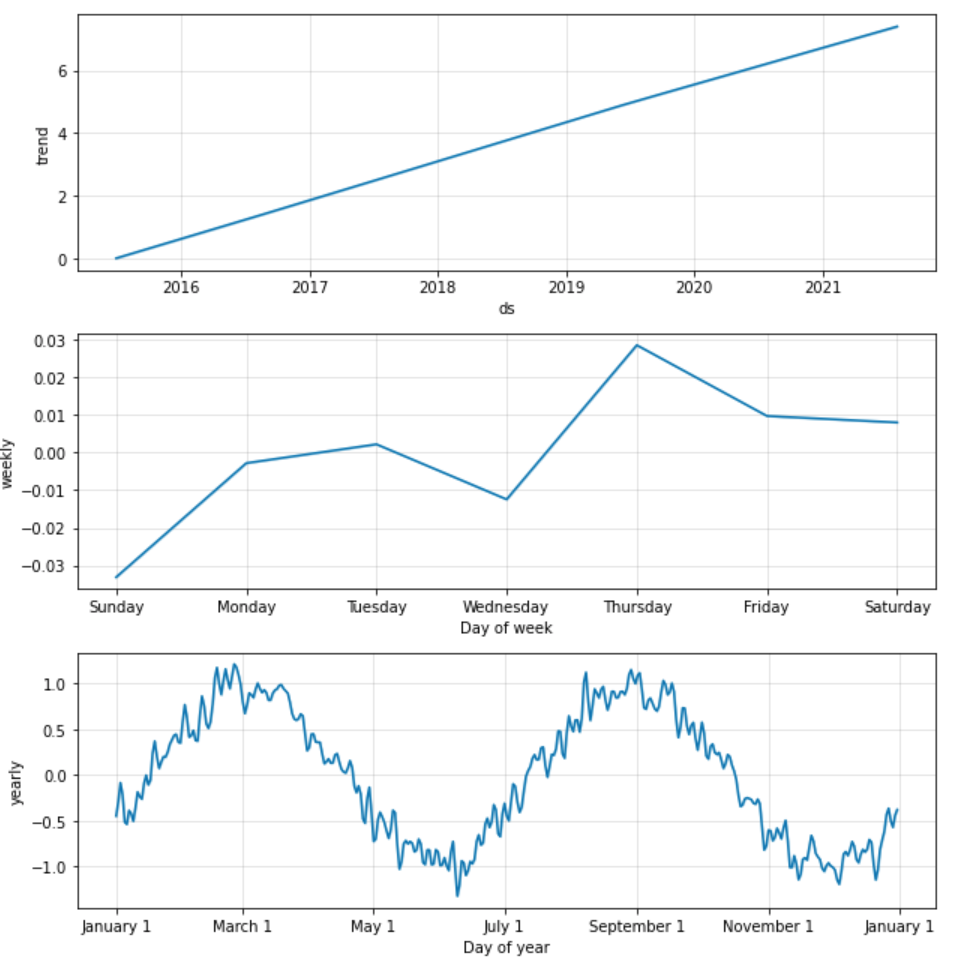 6
4
2
0
trend
2016 2017 2018 2019 2020 2021
ds
0.03
0.02
0.01
0.00
−0.01
−0.02
−0.03
weekly
Sunday Monday Tuesday Wednesday Thursday Friday Saturday
Day of week
1.0
0.5
0.0
−0.5
−1.0
yearly
January 1 March 1 May 1 July 1 September 1 November 1 January 1
Day of year